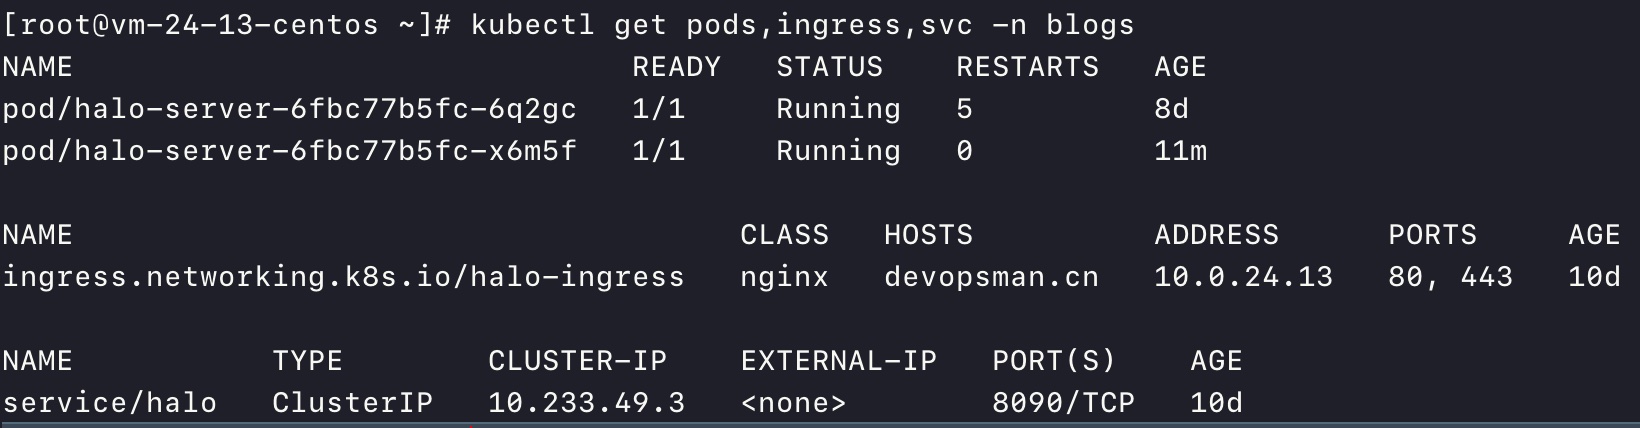 [root@vm-24-13-centos ~]# kubectl get pods,ingress,svc -n blogs
NAME                               READY   STATUS    RESTARTS   AGE
pod/halo-server-6fbc77b5fc-6q2gc   1/1     Running   5          8d
pod/halo-server-6fbc77b5fc-x6m5f   1/1     Running   0          11m

NAME                                     CLASS   HOSTS          ADDRESS      PORTS     AGE
ingress.networking.k8s.io/halo-ingress   nginx   devopsman.cn   10.0.24.13   80, 443   10d

NAME           TYPE        CLUSTER-IP    EXTERNAL-IP   PORT(S)    AGE
service/halo   ClusterIP   10.233.49.3   <none>        8090/TCP   10d